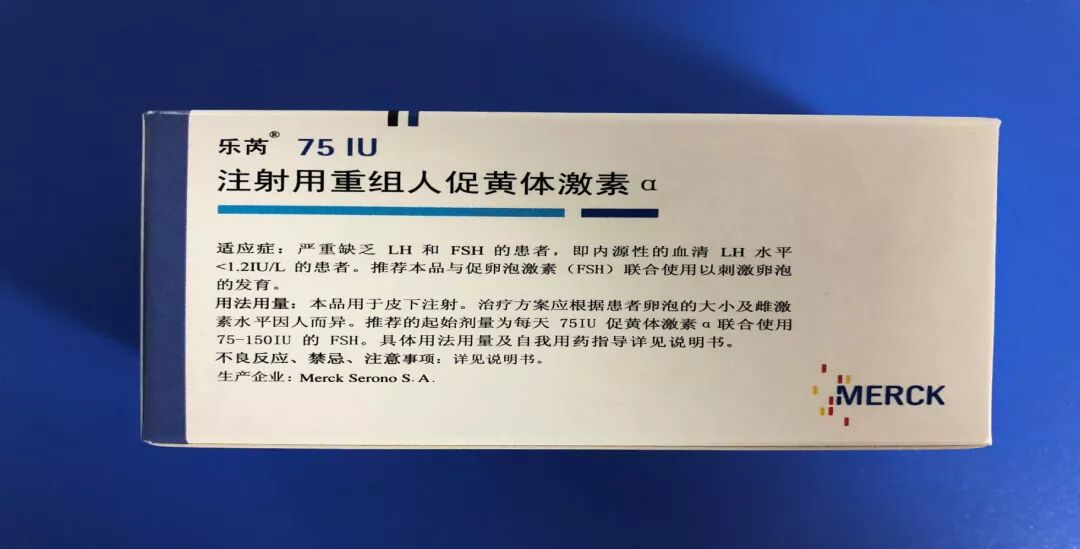 乐芮® 75 IU
注射用重组人促黄体激素α
适应症：严重缺乏 LH 和 FSH 的患者，即内源性的血清 LH 水平
<1.2IU/L 的患者。推荐本品与促卵泡激素（FSH）联合使用以刺激卵泡
的发育。
用法用量：本品用于皮下注射。治疗方案应根据患者卵泡的大小及雌激
素水平因人而异。推荐的起始剂量为每天 75IU 促黄体激素α联合使用
75-150IU 的 FSH。具体用法用量及自我用药指导详见说明书。
不良反应、禁忌、注意事项：详见说明书。
生产企业：Merck Serono S.A.
MERCK